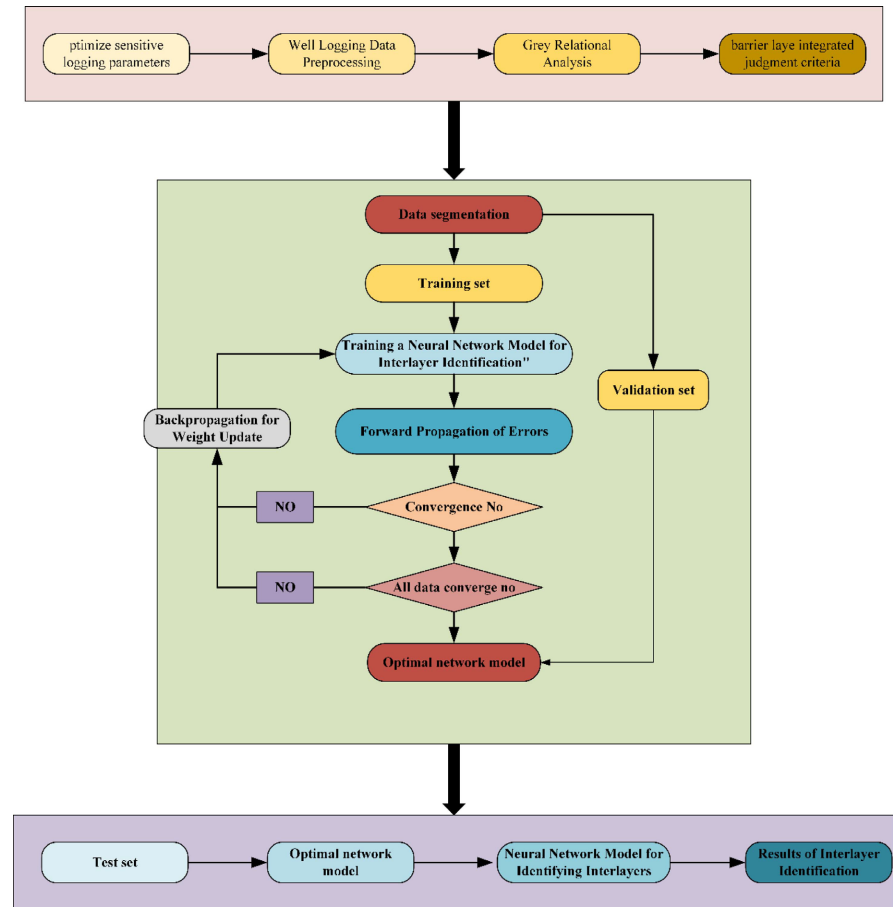 ptimize sensitive
logging parameters
Well Logging Data
Preprocessing
Grey Relational
Analysis
barrier laye integrated
judgment criteria
Data segmentation
Training set
Training a Neural Network Model for
Interlayer Identification"
Validation set
Backpropagation for
Weight Update
Forward Propagation of Errors
NO
Convergence No
NO
All data converge no
Optimal network model
Test set
Optimal network
model
Neural Network Model for
Identifying Interlayers
Results of Interlayer
Identification